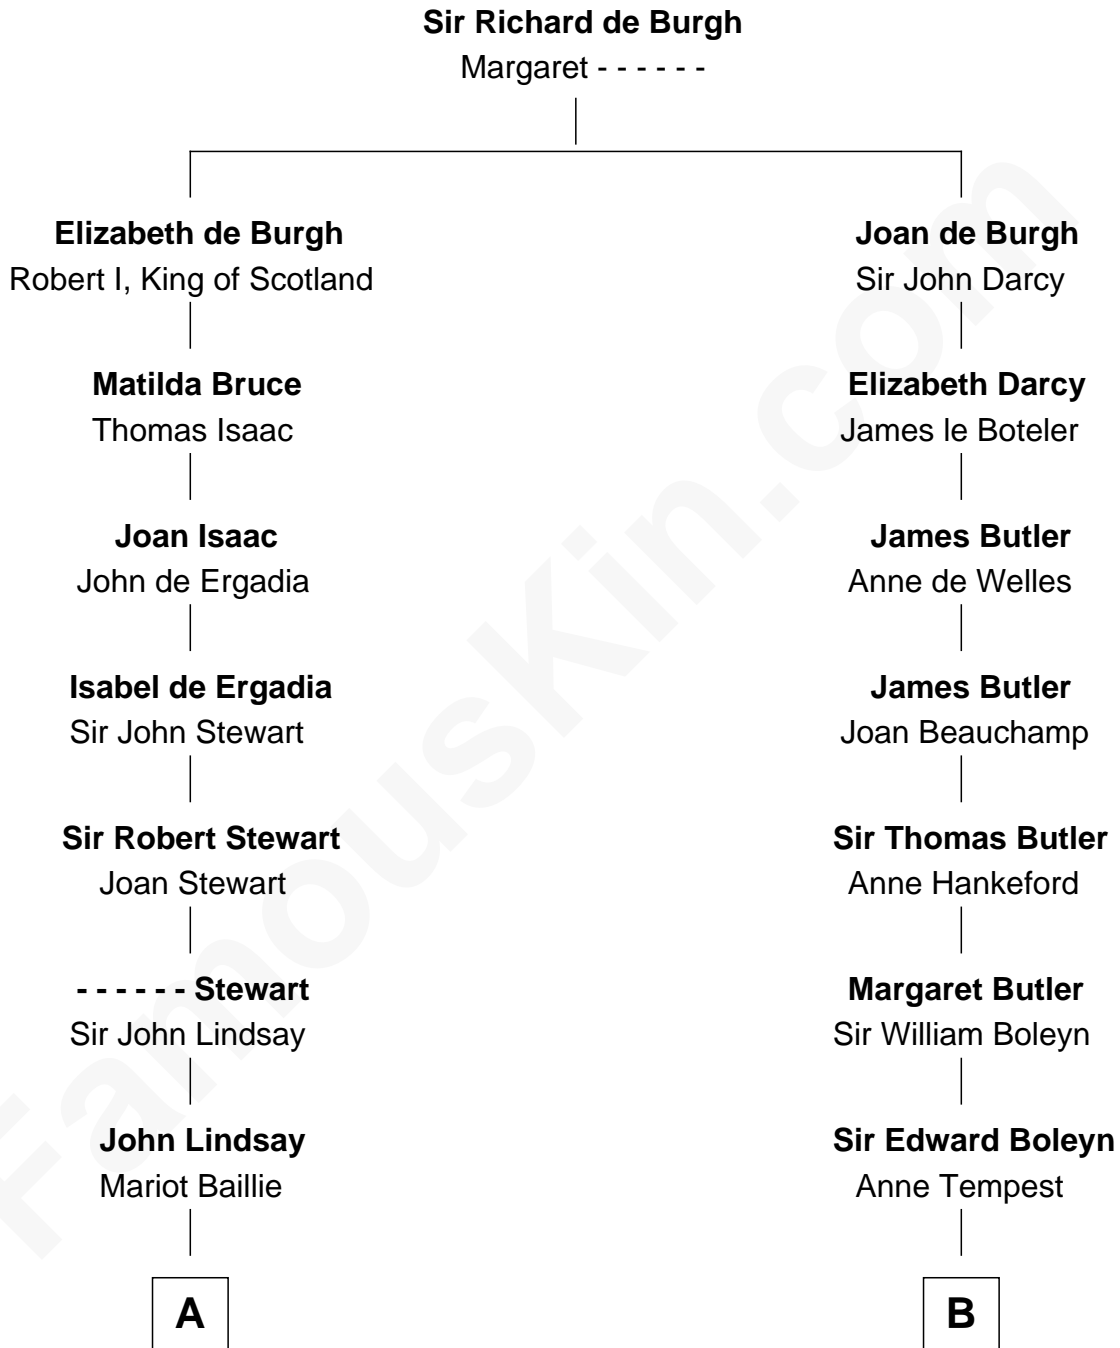 Sir Richard de Burgh
Margaret - - - - - -
Elizabeth de Burgh
Robert I, King of Scotland
Joan de Burgh
Sir John Darcy
Matilda Bruce
Thomas Isaac
Elizabeth Darcy
James le Boteler
Joan Isaac
John de Ergadia
James Butler
Anne de Welles
Isabel de Ergadia
Sir John Stewart
James Butler
Joan Beauchamp
Sir Robert Stewart
Joan Stewart
Sir Thomas Butler
Anne Hankeford
- - - - - - Stewart
Sir John Lindsay
Margaret Butler
Sir William Boleyn
John Lindsay
Mariot Baillie
Sir Edward Boleyn
Anne Tempest
A
B
FamousKin.com